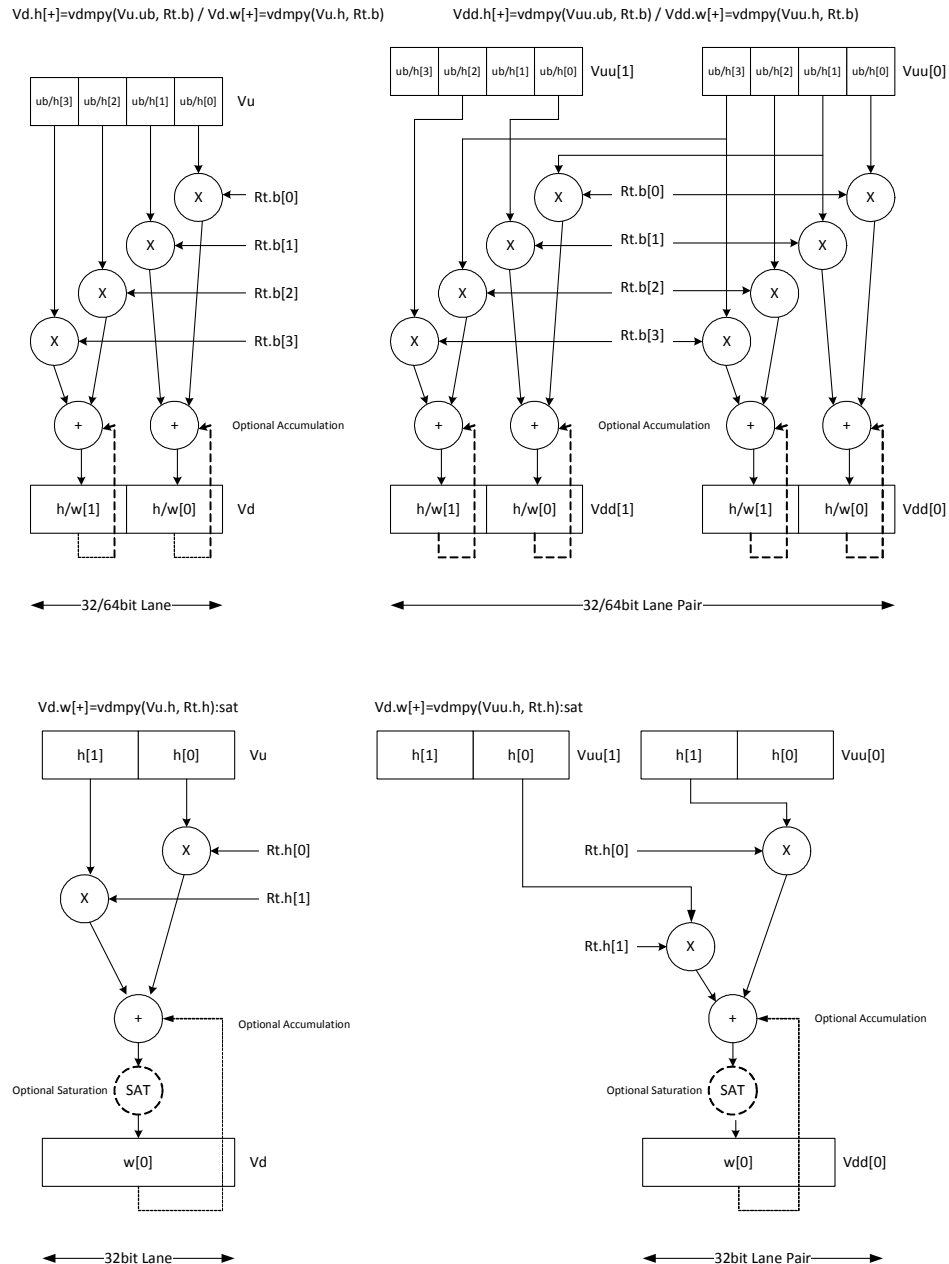 Vd.h[+]=vdmpy(Vu.ub, Rt.b) / Vd.w[+]=vdmpy(Vu.h, Rt.b)
ub/h[3] ub/h[2] ub/h[1] ub/h[0] Vu
X
Rt.b[0]
X
Rt.b[1]
X
Rt.b[2]
X
Rt.b[3]
+ + Optional Accumulation
h/w[1] h/w[0] Vd
32/64bit Lane
Vdd.h[+]=vdmpy(Vuu.ub, Rt.b) / Vdd.w[+]=vdmpy(Vuu.h, Rt.b)
ub/h[3] ub/h[2] ub/h[1] ub/h[0] Vuu[1] ub/h[3] ub/h[2] ub/h[1] ub/h[0] Vuu[0]
X Rt.b[0] X
X Rt.b[1] X
X Rt.b[2] X
X Rt.b[3] X
+ + Optional Accumulation + +
h/w[1] h/w[0] Vdd[1] h/w[1] h/w[0] Vdd[0]
32/64bit Lane Pair
Vd.w[+]=vdmpy(Vu.h, Rt.h):sat
h[1] h[0] Vu
X Rt.h[0]
X Rt.h[1]
+ Optional Accumulation
Optional Saturation SAT
w[0] Vd
32bit Lane
Vd.w[+]=vdmpy(Vuu.h, Rt.h):sat
h[1] h[0] Vuu[1] h[1] h[0] Vuu[0]
Rt.h[0] X
Rt.h[1] X
+ Optional Accumulation
Optional Saturation SAT
w[0] Vdd[0]
32bit Lane Pair